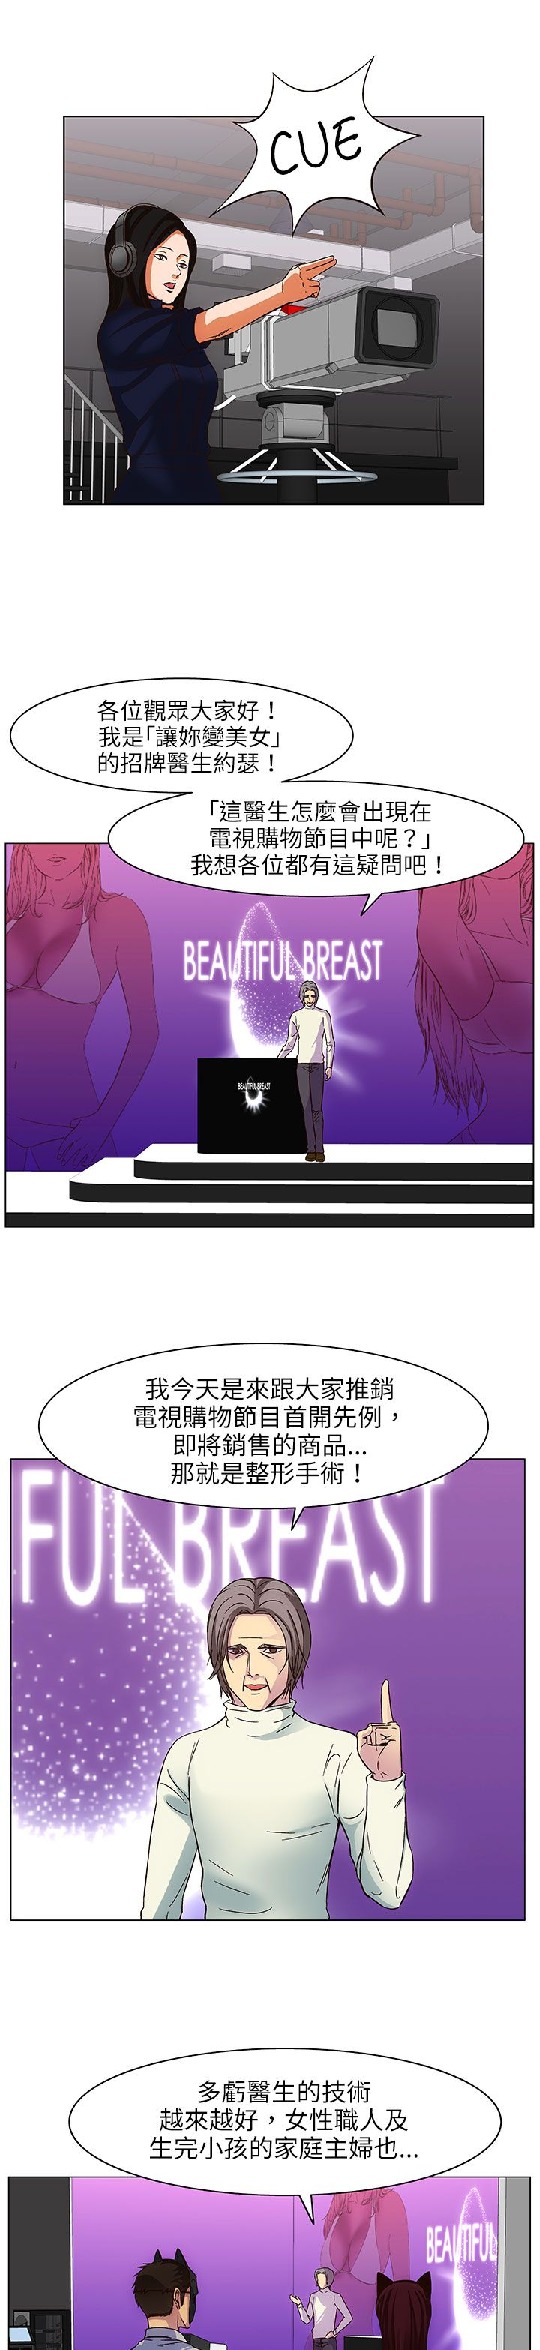 CUE
各位觀眾大家好！
我是「讓妳變美女」
的招牌醫生約瑟！
「這醫生怎麼會出現在
電視購物節目中呢？」
我想各位都有這疑問吧！
BEAUTIFUL BREAST
BEAUTIFUL BREAST
我今天是來跟大家推銷
電視購物節目首開先例，
即將銷售的商品...
那就是整形手術！
FUL BREAST
多虧醫生的技術
越來越好，女性職人及
生完小孩的家庭主婦也...
BEAUTIFUL